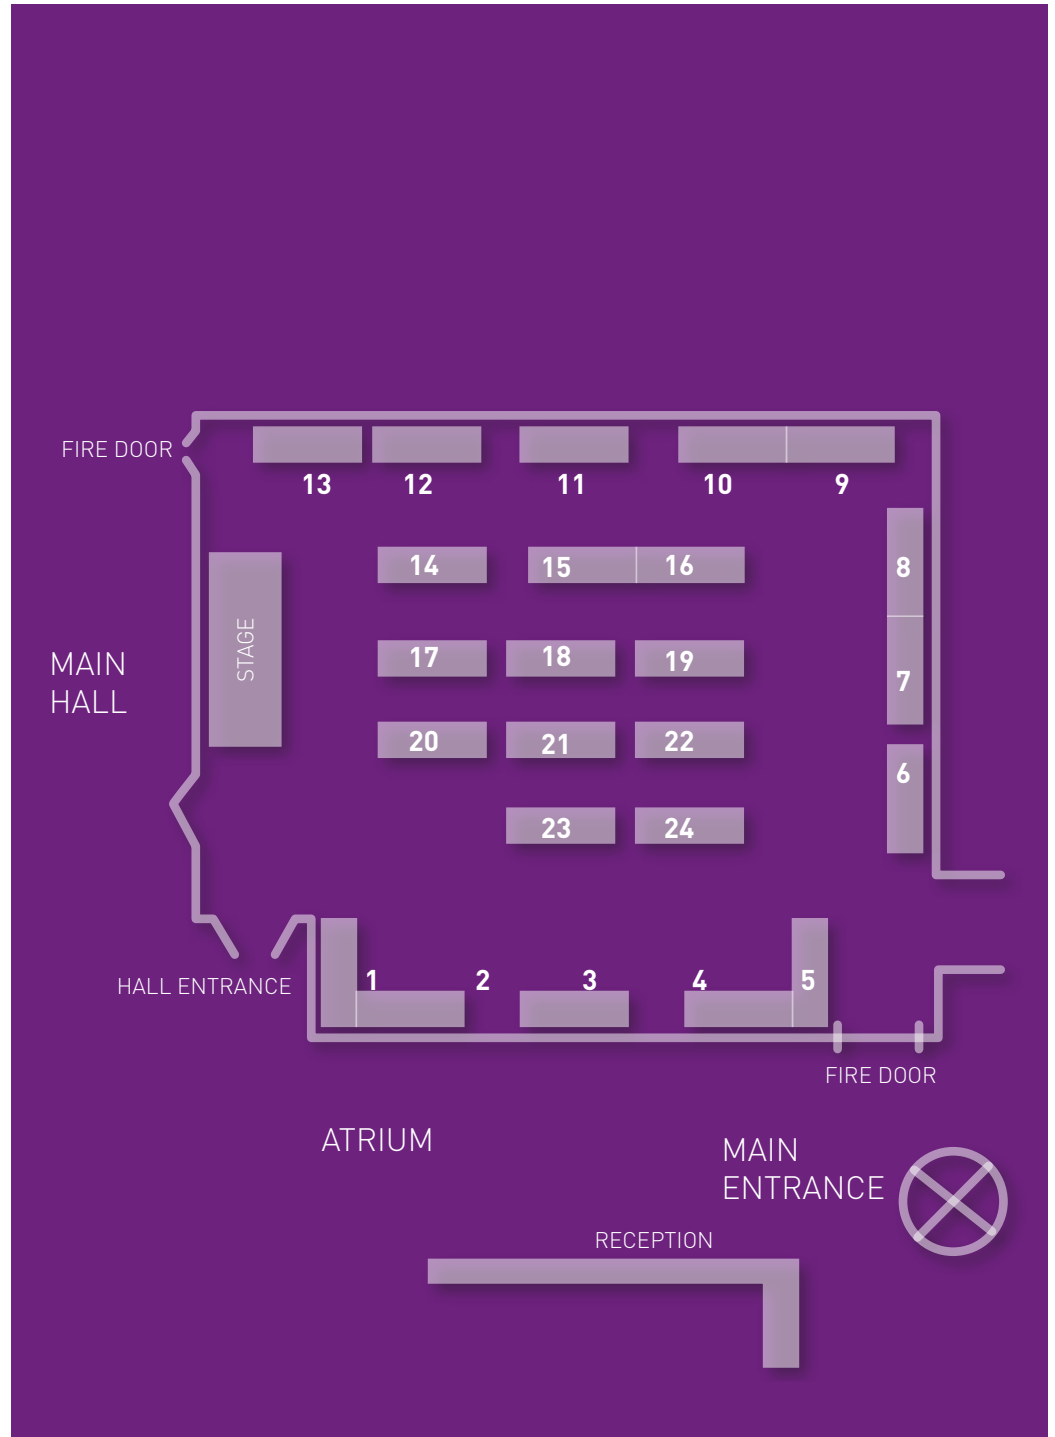 FIRE DOOR
13 12 11 10 9
14 15 16 8
STAGE
MAIN
HALL
17 18 19 7
20 21 22 6
23 24
HALL ENTRANCE
1 2 3 4 5
FIRE DOOR
ATRIUM
MAIN
ENTRANCE
RECEPTION